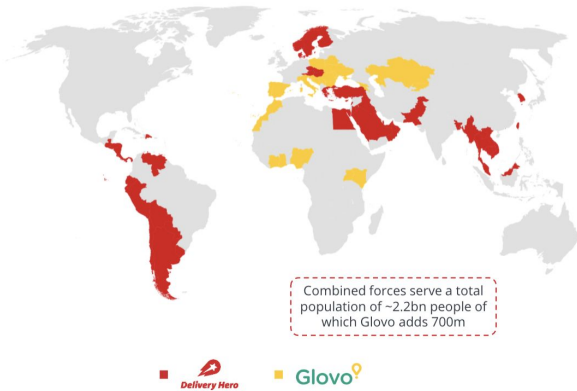 Combined forces serve a total
population of ~2.2bn people of
which Glovo adds 700m
Delivery Hero
Glovo